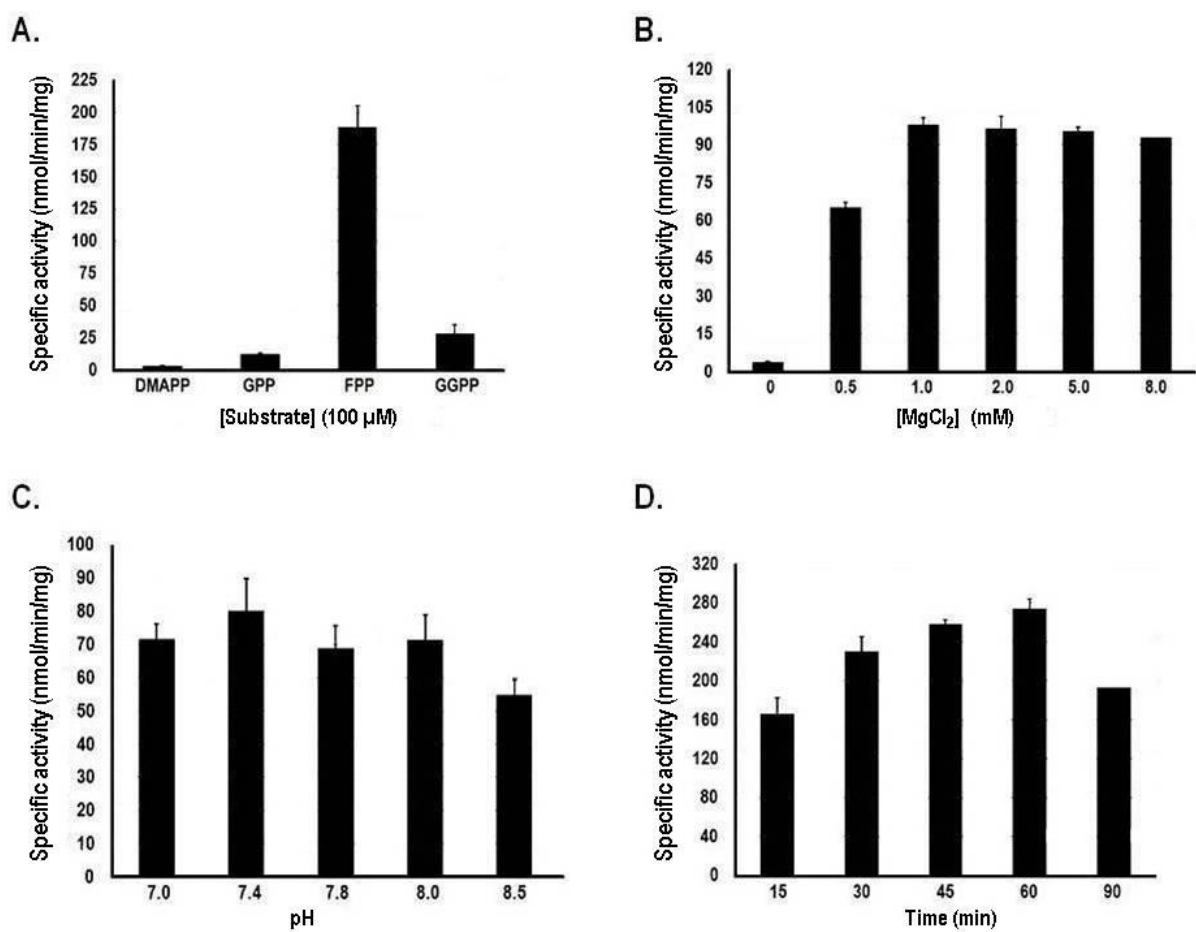 A.
Specific activity (nmol/min/mg)
225
200
175
150
125
100
75
50
25
0
DMAPP GPP FPP GGPP
[Substrate] (100 µM)
B.
Specific activity (nmol/min/mg)
120
105
90
75
60
45
30
15
0
0 0.5 1.0 2.0 5.0 8.0
[MgCl₂] (mM)
C.
Specific activity (nmol/min/mg)
100
90
80
70
60
50
40
30
20
10
0
7.0 7.4 7.8 8.0 8.5
pH
D.
Specific activity (nmol/min/mg)
320
280
240
200
160
120
80
40
0
15 30 45 60 90
Time (min)